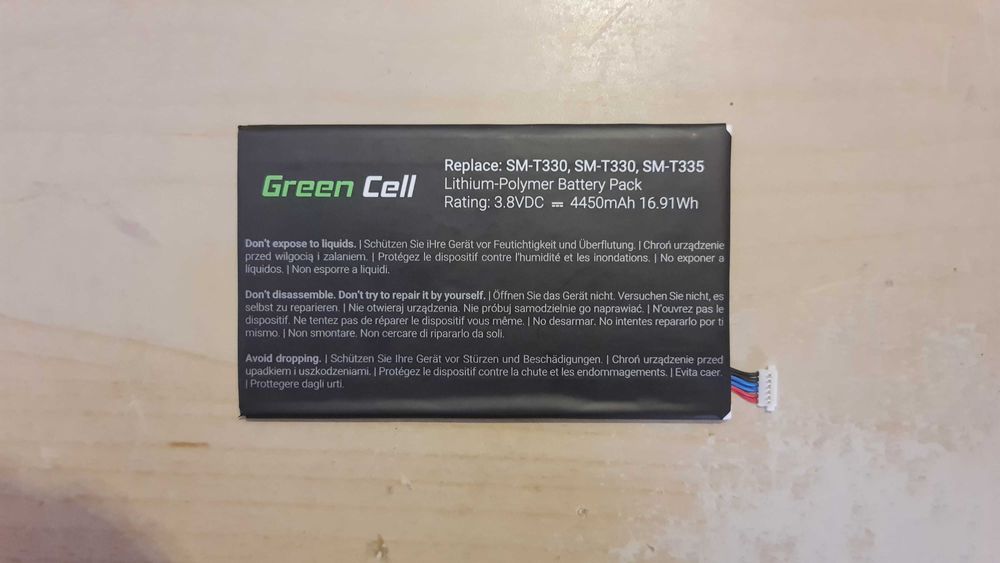 Green Cell
Replace: SM-T330, SM-T330, SM-T335
Lithium-Polymer Battery Pack
Rating: 3.8VDC ⎓ 4450mAh 16.91Wh
Don't expose to liquids. | Schützen Sie iHre Gerät vor Feutichtigkeit und Überflutung. | Chroń urządzenie
przed wilgocią i zalaniem. | Protégez le dispositif contre l'humidité et les inondations. | No exponer a
líquidos. | Non esporre a liquidi.
Don't disassemble. Don't try to repair it by yourself. | Öffnen Sie das Gerät nicht. Versuchen Sie nicht, es
selbst zu reparieren. | Nie otwieraj urządzenia. Nie próbuj samodzielnie go naprawiać. | N'ouvrez pas le
dispositif. Ne tentez pas de réparer le dispositif vous même. | No desarmar. No intentes repararlo por ti
mismo. | Non smontare. Non cercare di ripararlo da soli.
Avoid dropping. | Schützen Sie Ihre Gerät vor Stürzen und Beschädigungen. | Chroń urządzenie przed
upadkiem i uszkodzeniami. | Protégez le dispositif contre la chute et les endommagements. | Evita caer.
| Prottegere dagli urti.